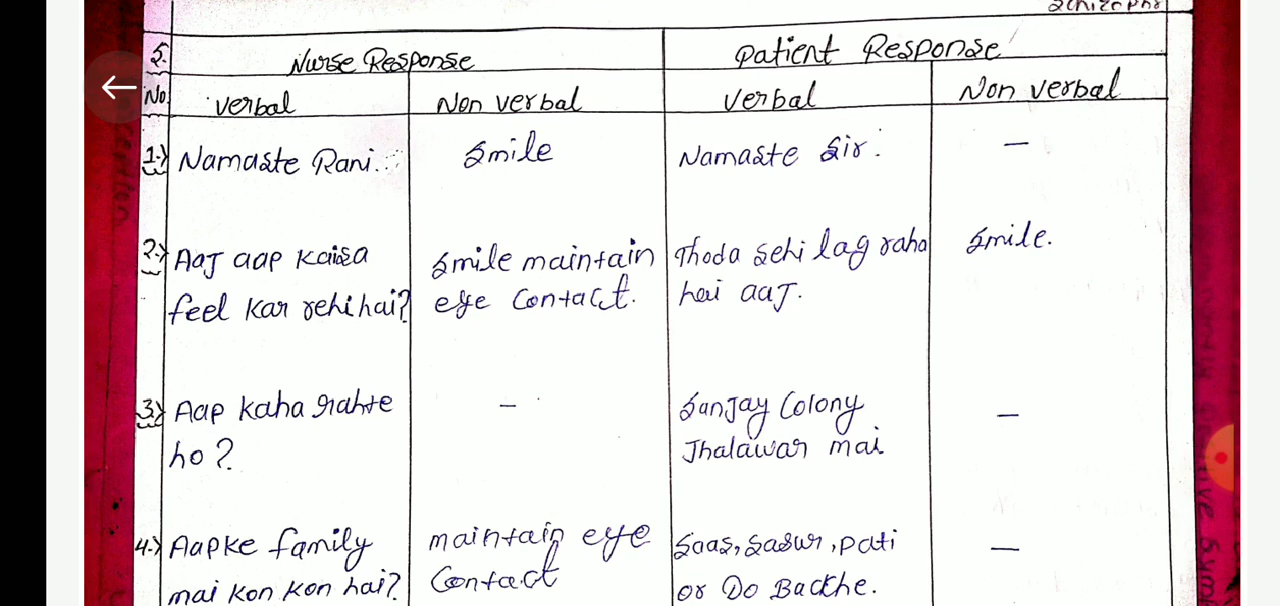 Schizophr
S. No. Nurse Response Patient Response
Verbal Non verbal Verbal Non verbal
1.) Namaste Rani. Smile Namaste Sir. —
2.) Aaj aap kaisa Smile maintain Thoda sehi lag raha Smile.
feel kar rehi hai? eye contact. hai aaj.
3.) Aap kaha rahte — Sanjay Colony —
ho? Jhalawar mai
4.) Aapke family maintain eye Saas, Sasur, pati —
mai kon kon hai? Contact or Do Bachhe.